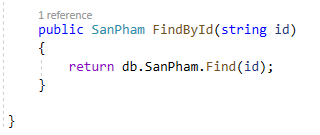 1 reference
public SanPham FindById(string id)
{
return db.SanPham.Find(id);
}
}